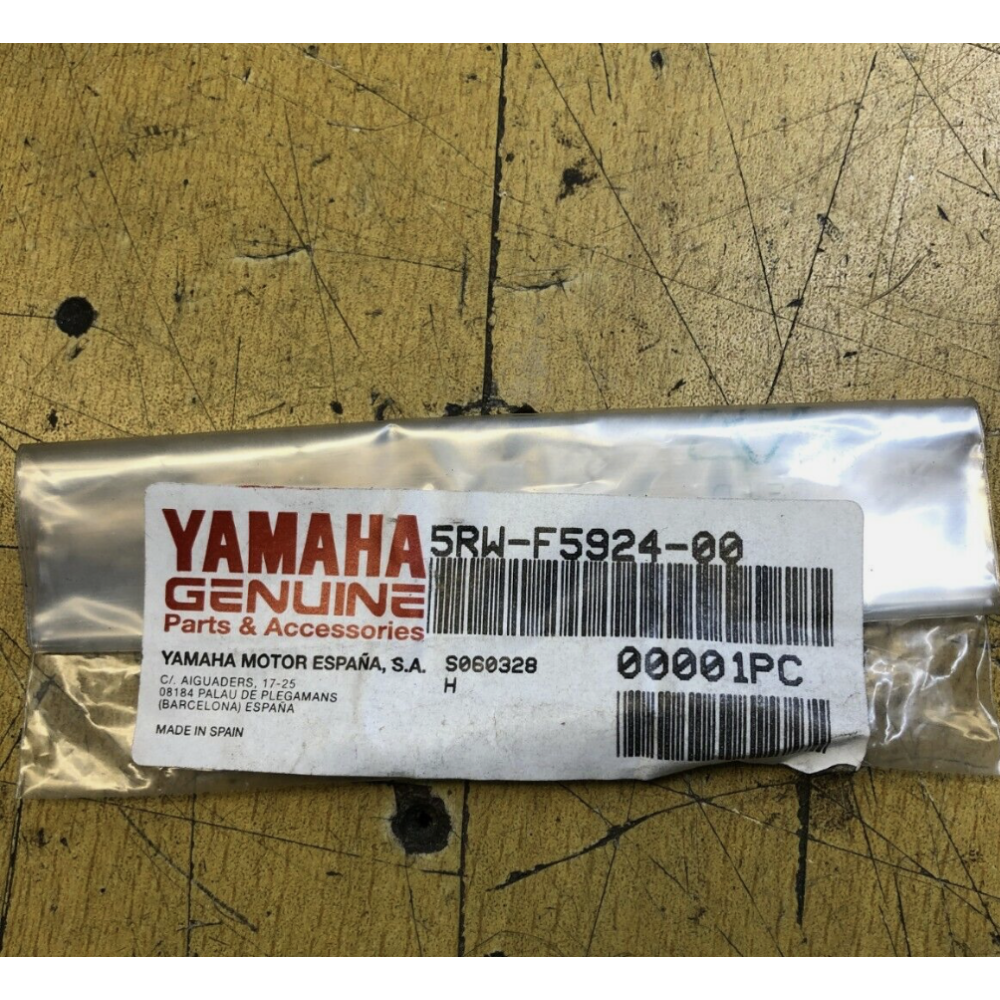 YAMAHA
GENUINE
Parts & Accessories
5RW-F5924-00
YAMAHA MOTOR ESPAÑA, S.A.
C/. AIGUADERS, 17-25
08184 PALAU DE PLEGAMANS
(BARCELONA) ESPAÑA
MADE IN SPAIN
S060328
H
00001PC